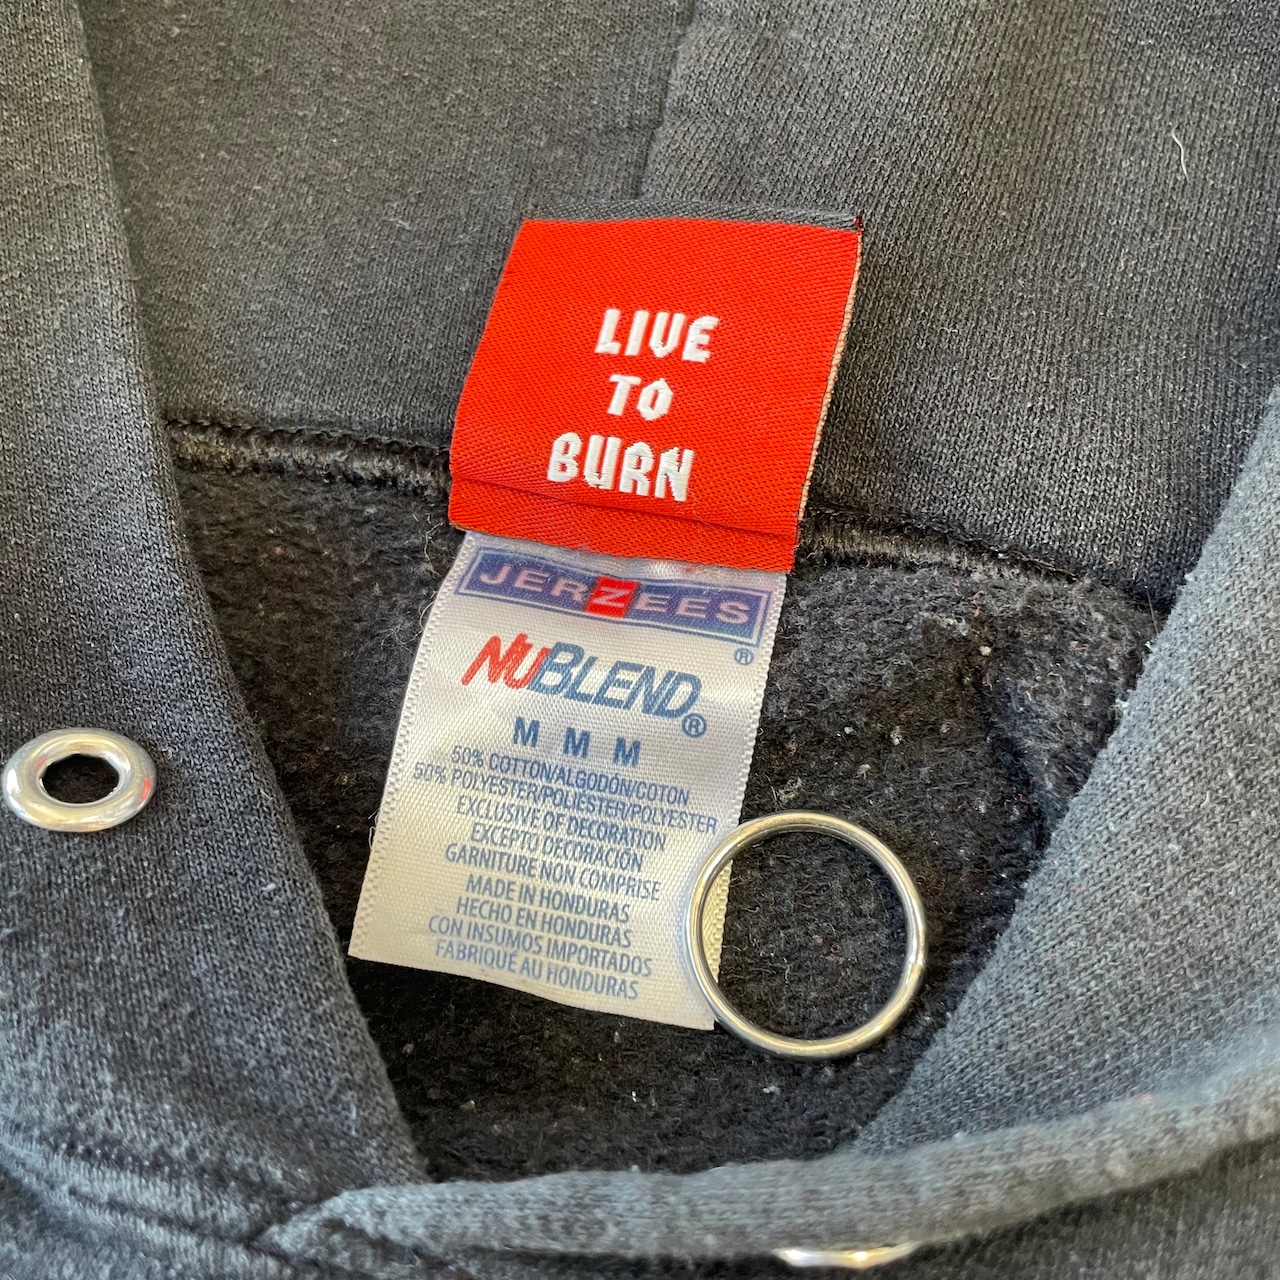 LIVE
TO
BURN
JERZEES
®
NUBLEND®
M M M
50% COTTON/ALGODÓN/COTON
50% POLYESTER/POLIESTER/POLYESTER
EXCLUSIVE OF DECORATION
EXCEPTO DECORACIÓN
GARNITURE NON COMPRISE
MADE IN HONDURAS
HECHO EN HONDURAS
CON INSUMOS IMPORTADOS
FABRIQUÉ AU HONDURAS